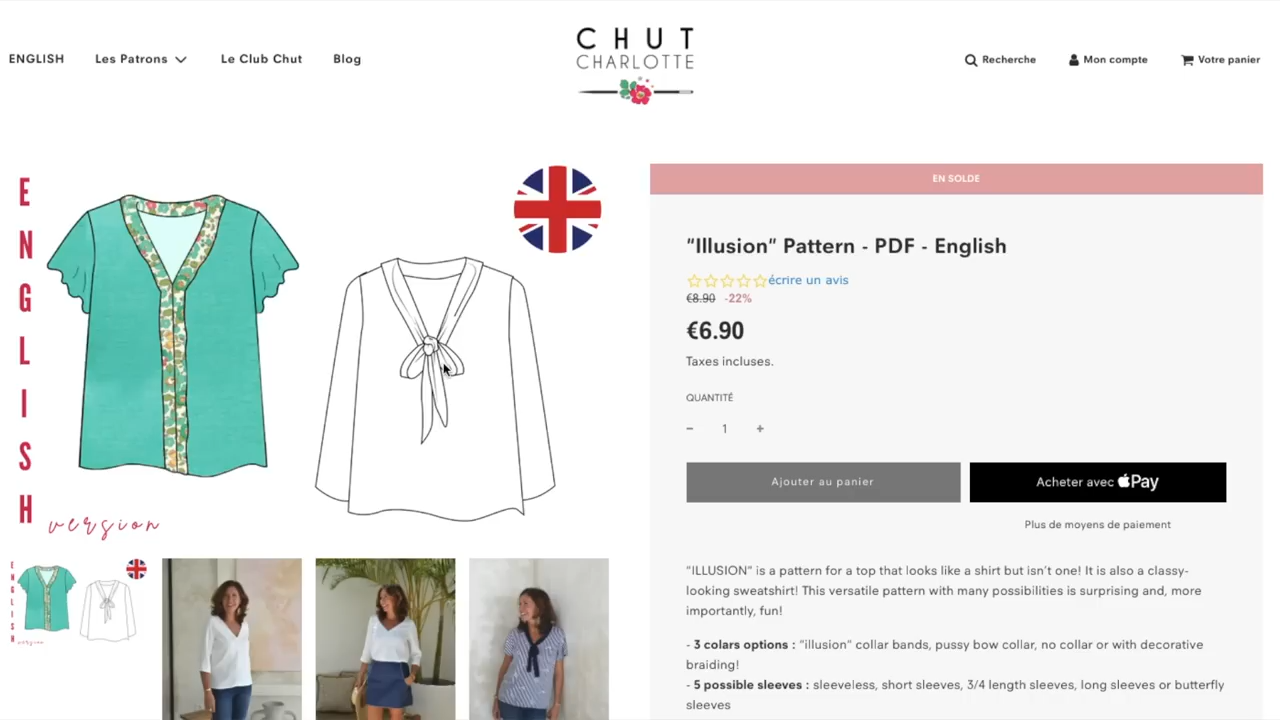 ENGLISH
Les Patrons
Le Club Chut
Blog
CHUT
CHARLOTTE
Recherche
Mon compte
Votre panier
ENGLISH
version
EN SOLDE
"Illusion" Pattern - PDF - English
écrire un avis
€8.90 -22%
€6.90
Taxes incluses.
QUANTITÉ
− 1 +
Ajouter au panier
Acheter avec Pay
Plus de moyens de paiement
"ILLUSION" is a pattern for a top that looks like a shirt but isn't one! It is also a classy-
looking sweatshirt! This versatile pattern with many possibilities is surprising and, more
importantly, fun!
- 3 colars options : "illusion" collar bands, pussy bow collar, no collar or with decorative
braiding!
- 5 possible sleeves : sleeveless, short sleeves, 3/4 length sleeves, long sleeves or butterfly
sleeves
ENGLISH
version